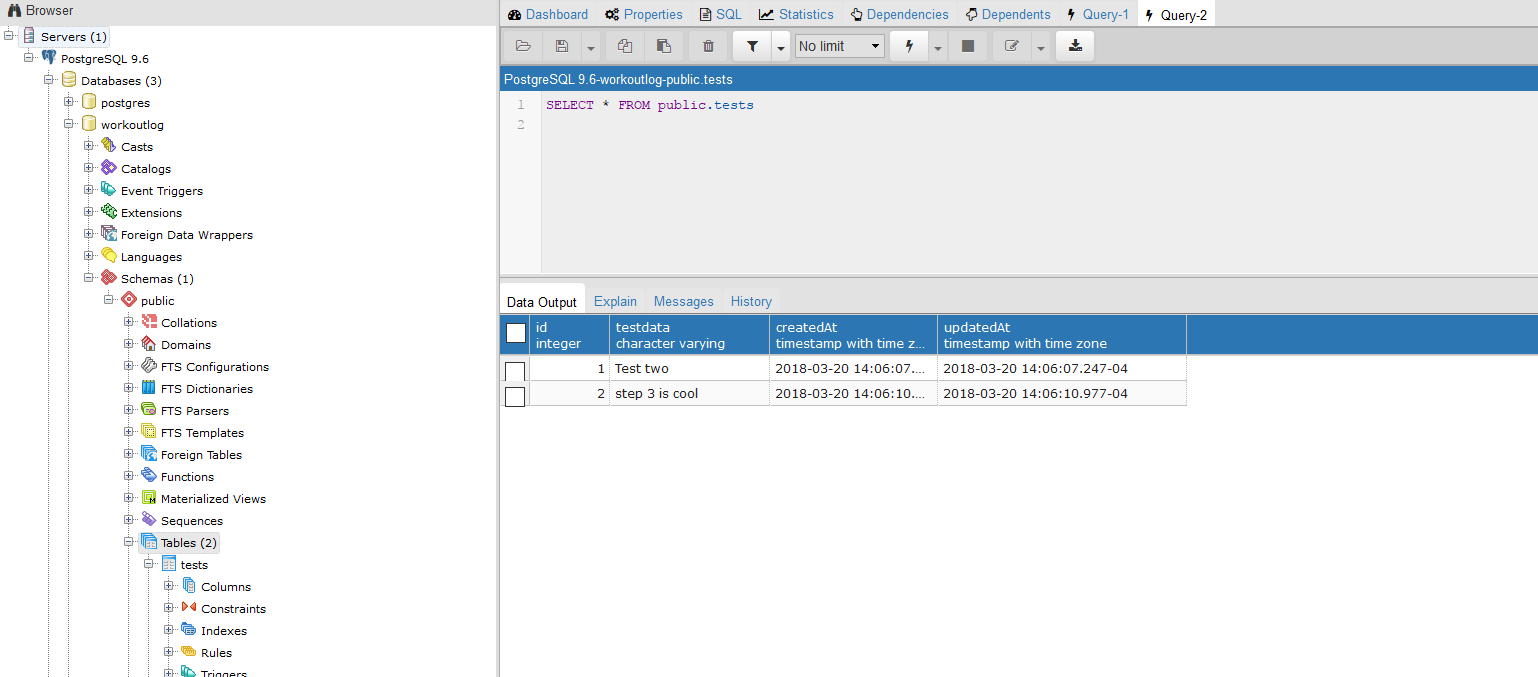 Browser
Servers (1)
PostgreSQL 9.6
Databases (3)
postgres
workoutlog
Casts
Catalogs
Event Triggers
Extensions
Foreign Data Wrappers
Languages
Schemas (1)
public
Collations
Domains
FTS Configurations
FTS Dictionaries
FTS Parsers
FTS Templates
Foreign Tables
Functions
Materialized Views
Sequences
Tables (2)
tests
Columns
Constraints
Indexes
Rules
Triggers
Dashboard Properties SQL Statistics Dependencies Dependents Query-1 Query-2
No limit
PostgreSQL 9.6-workoutlog-public.tests
1 SELECT * FROM public.tests
2
Data Output Explain Messages History
id testdata createdAt updatedAt
integer character varying timestamp with time z... timestamp with time zone
1 Test two 2018-03-20 14:06:07.... 2018-03-20 14:06:07.247-04
2 step 3 is cool 2018-03-20 14:06:10.... 2018-03-20 14:06:10.977-04